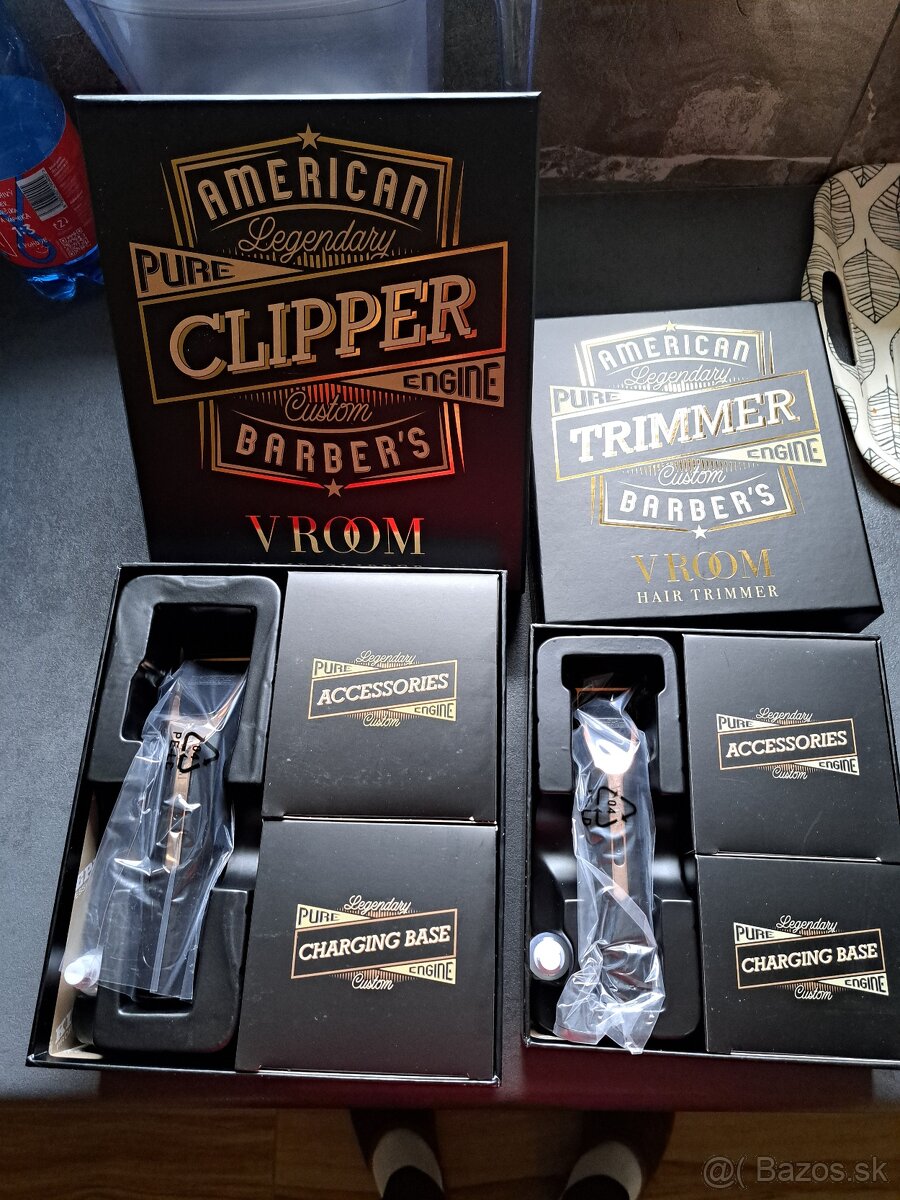 AMERICAN
Legendary
PURE
CLIPPER
ENGINE
Custom
BARBER'S
VROOM
AMERICAN
Legendary
PURE
TRIMMER
ENGINE
Custom
BARBER'S
VROOM
HAIR TRIMMER
Legendary
PURE
ACCESSORIES
ENGINE
Custom
Legendary
PURE
CHARGING BASE
ENGINE
Custom
Legendary
PURE
ACCESSORIES
ENGINE
Custom
Legendary
PURE
CHARGING BASE
ENGINE
Custom
@( Bazos.sk